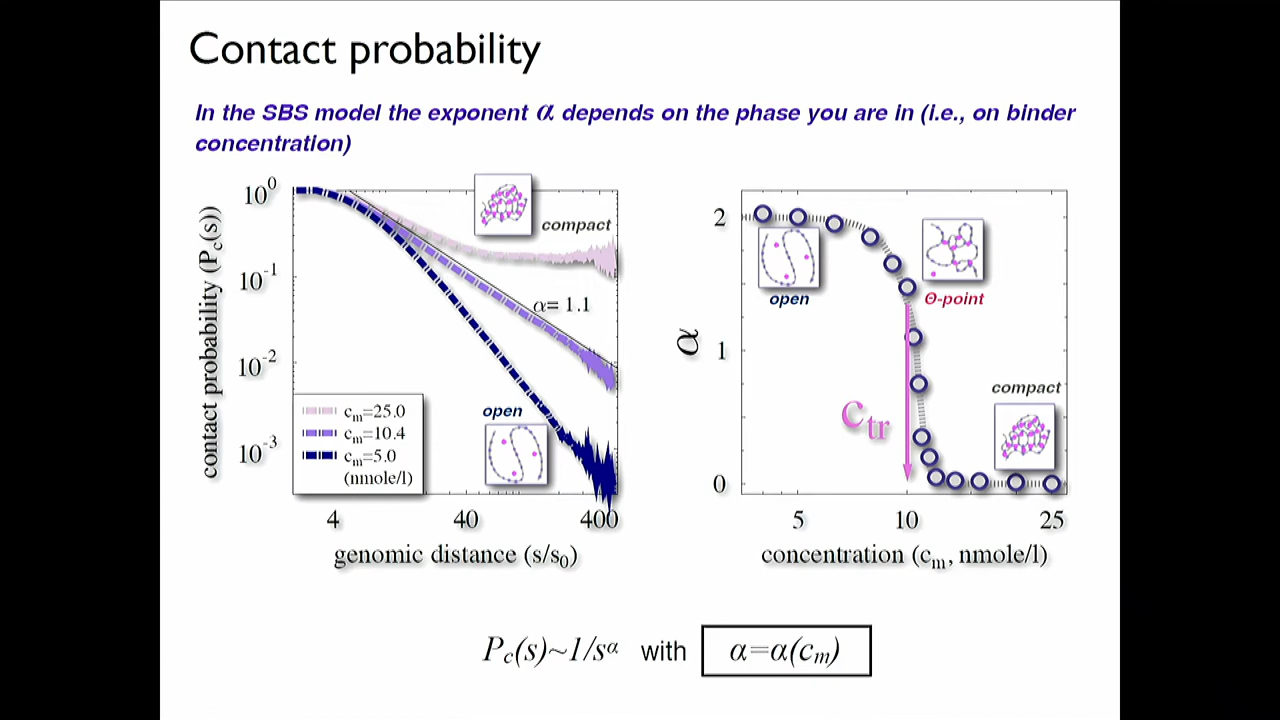 Contact probability
In the SBS model the exponent α depends on the phase you are in (i.e., on binder
concentration)
contact probability (P_c(s))
10^0
10^-1
10^-2
10^-3
compact
α= 1.1
open
c_m=25.0
c_m=10.4
c_m=5.0
(nmole/l)
4 40 400
genomic distance (s/s_0)
α
2
1
0
open
Θ-point
compact
c_tr
5 10 25
concentration (c_m, nmole/l)
P_c(s)~1/s^α with α=α(c_m)